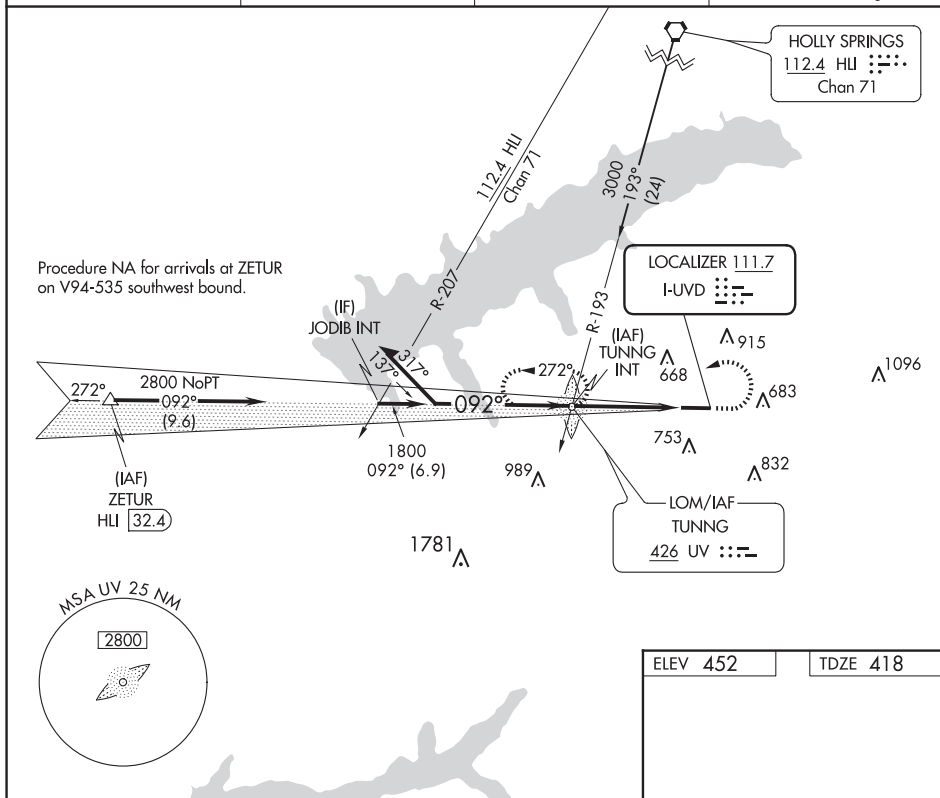 HOLLY SPRINGS
112.4 HLI
Chan 71
112.4 HLI
Chan 71
3000
193°
(24)
Procedure NA for arrivals at ZETUR
on V94-535 southwest bound.
LOCALIZER 111.7
I-UVD
R-207
R-193
(IF)
JODIB INT
(IAF)
TUNNG
INT
317°
137°
915
668
1096
272°
2800 NoPT
092°
(9.6)
092°
272°
683
1800
092° (6.9)
753
989
832
(IAF)
ZETUR
HLI 32.4
LOM/IAF
TUNNG
426 UV
1781
MSA UV 25 NM
2800
ELEV 452
TDZE 418